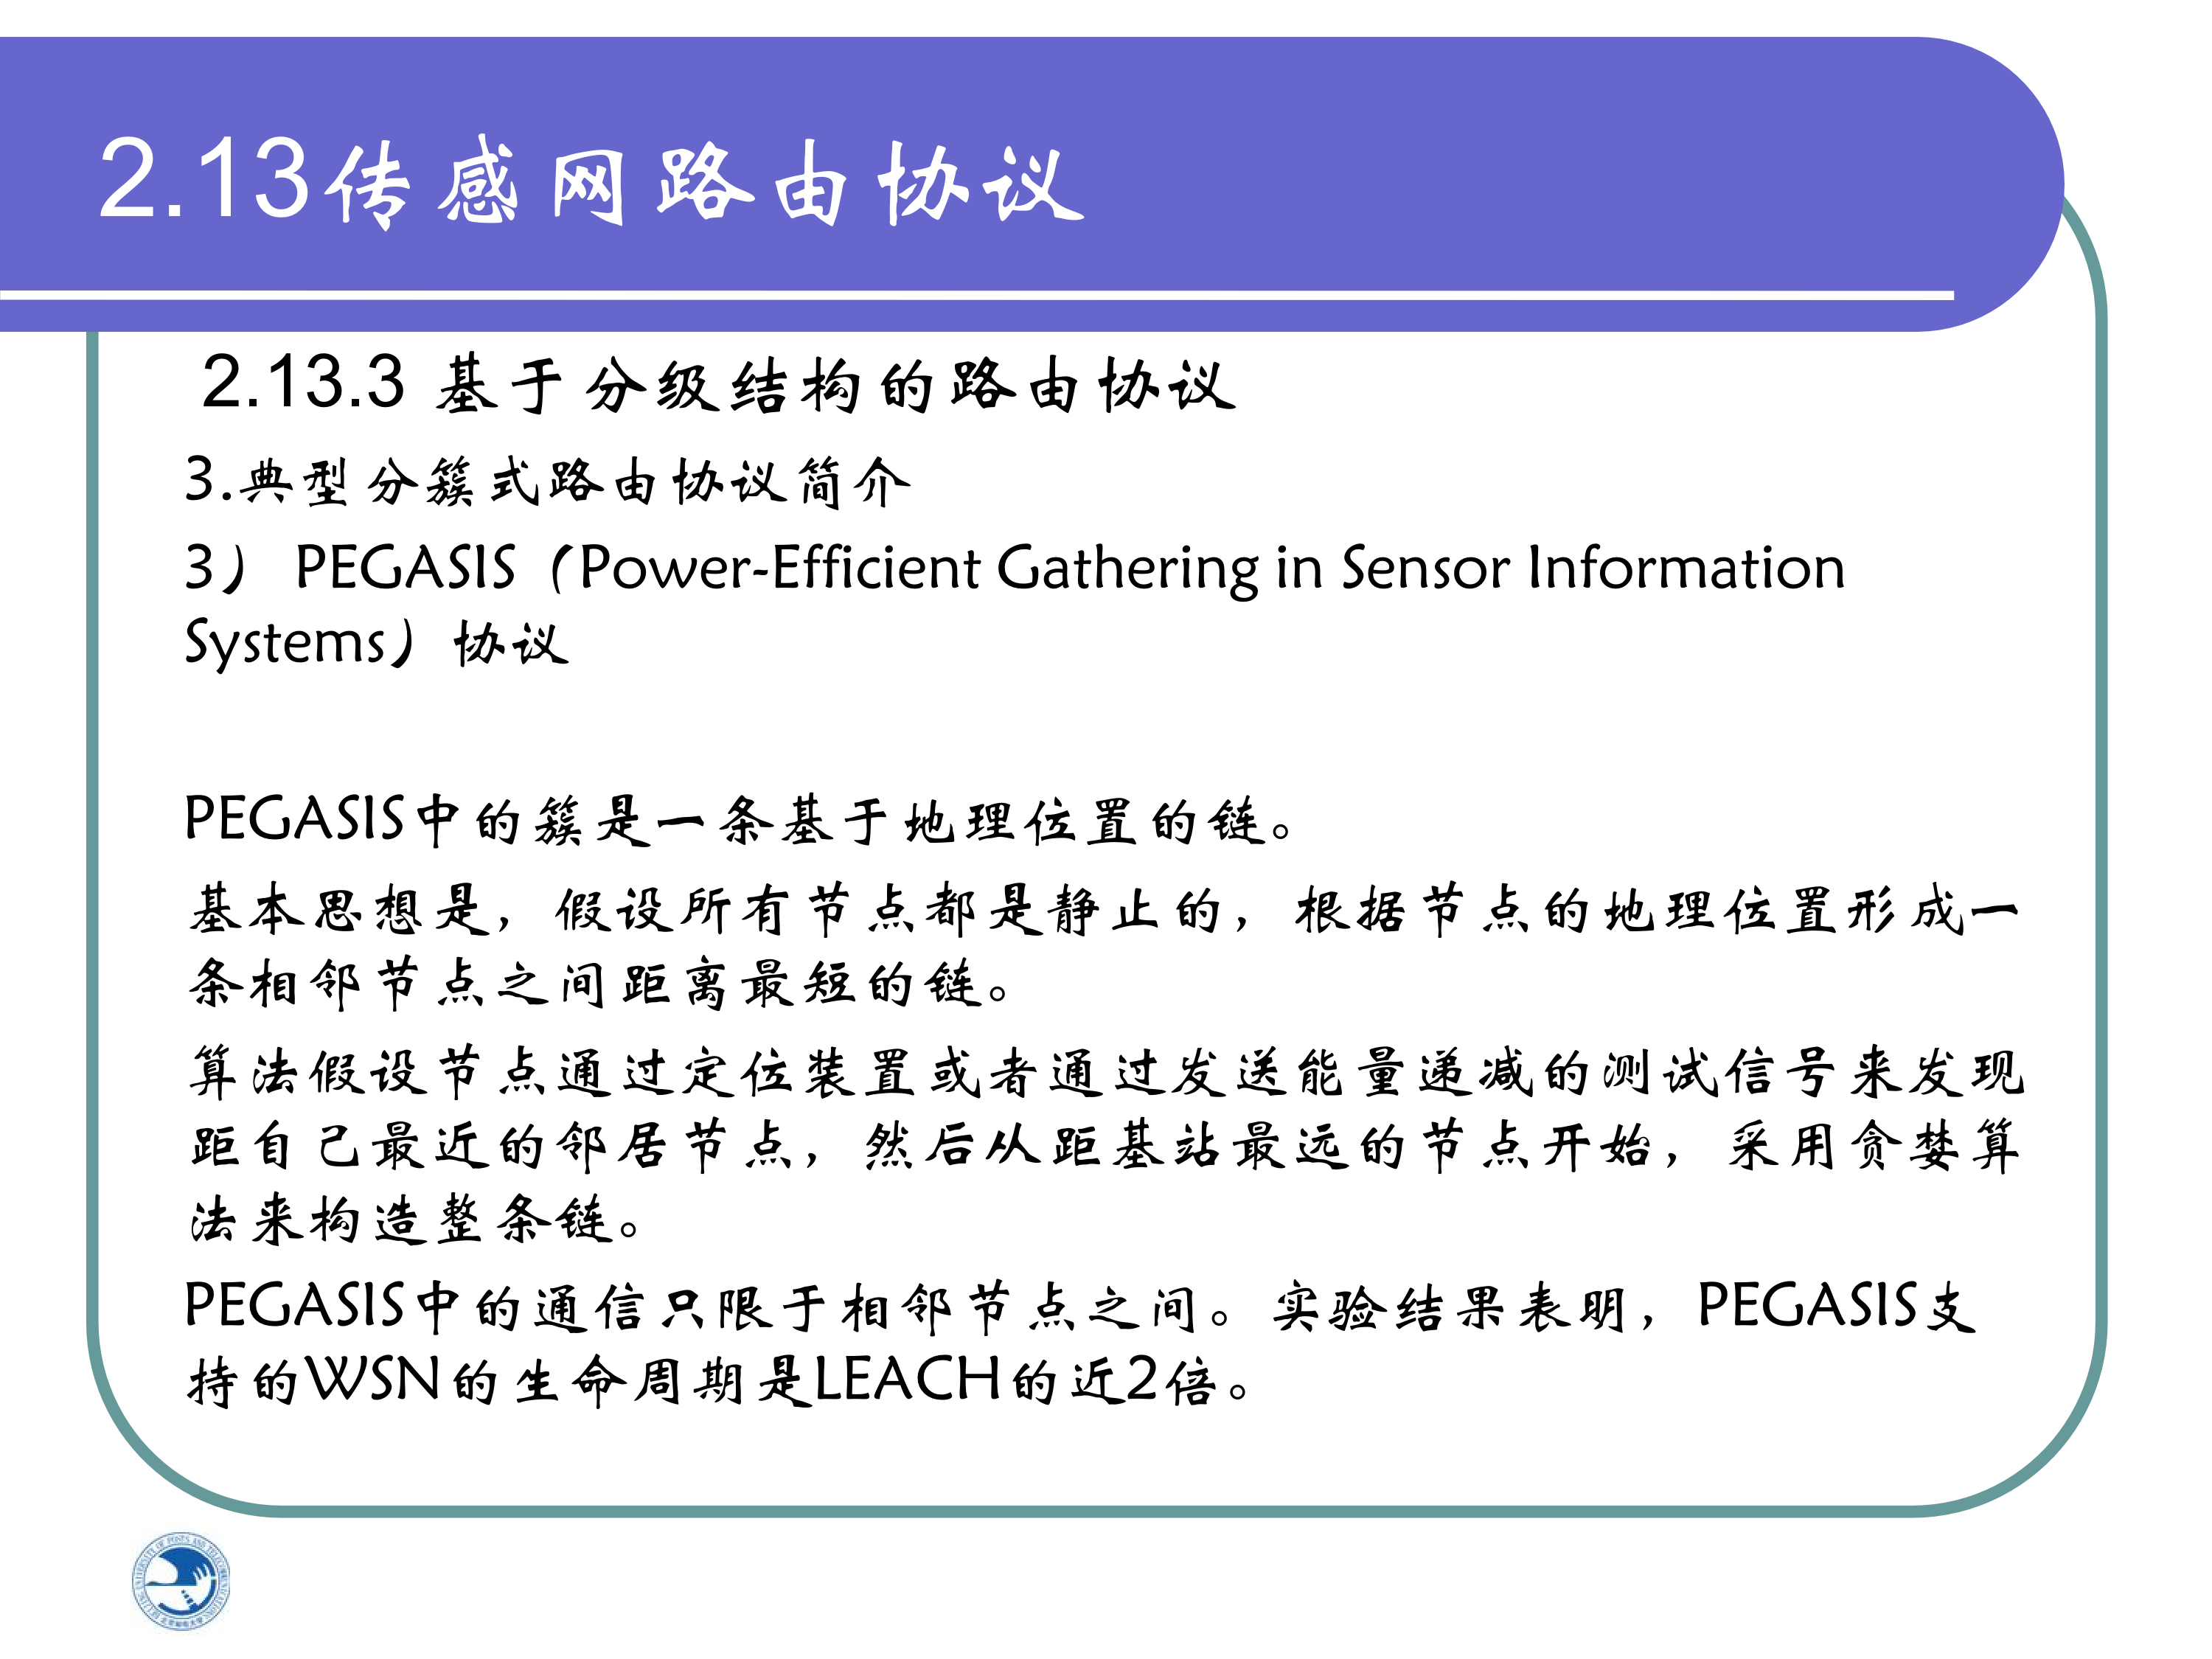 2.13传感网路由协议
2.13.3 基于分级结构的路由协议
3.典型分簇式路由协议简介
3） PEGASIS（Power-Efficient Gathering in Sensor Information
Systems）协议
PEGASIS中的簇是一条基于地理位置的链。
基本思想是，假设所有节点都是静止的，根据节点的地理位置形成一
条相邻节点之间距离最短的链。
算法假设节点通过定位装置或者通过发送能量递减的测试信号来发现
距自己最近的邻居节点，然后从距基站最远的节点开始，采用贪婪算
法来构造整条链。
PEGASIS中的通信只限于相邻节点之间。实验结果表明，PEGASIS支
持的WSN的生命周期是LEACH的近2倍。